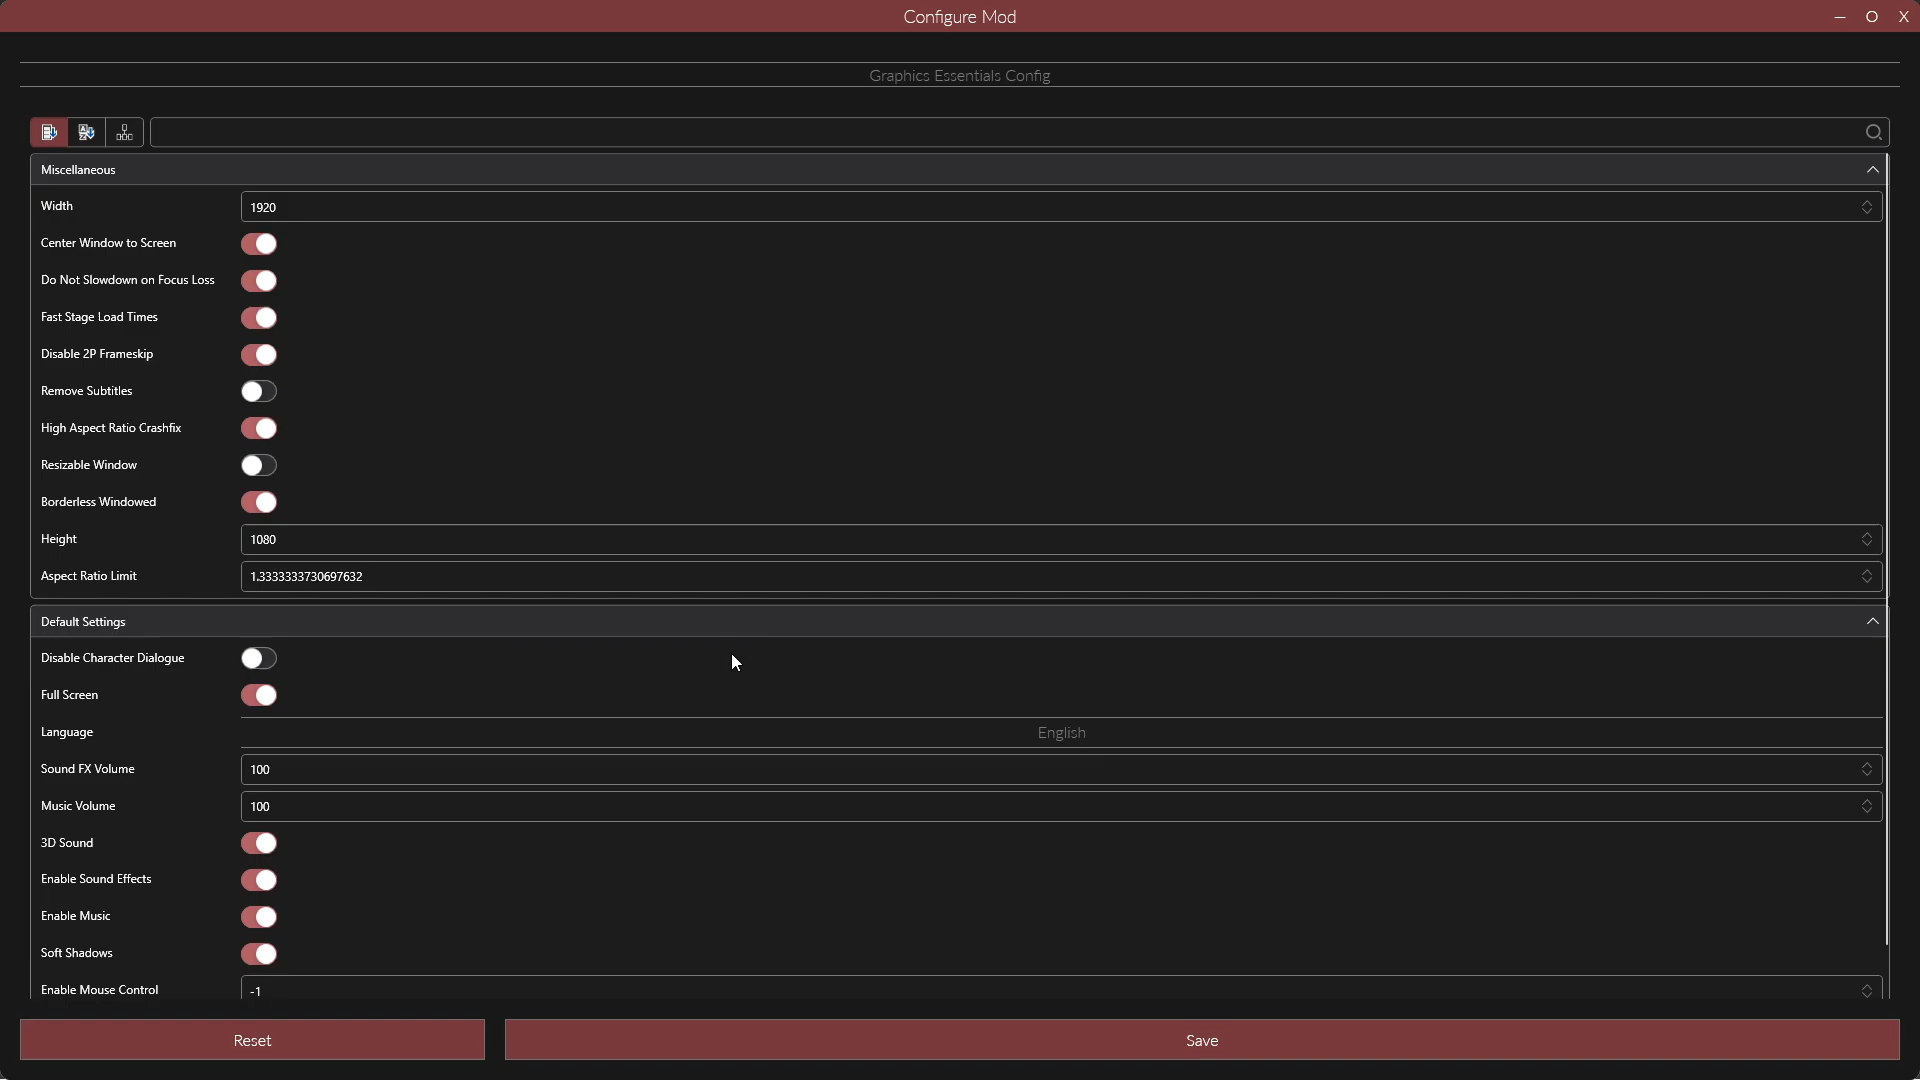 Configure Mod
Graphics Essentials Config
Miscellaneous
Width 1920
Center Window to Screen
Do Not Slowdown on Focus Loss
Fast Stage Load Times
Disable 2P Frameskip
Remove Subtitles
High Aspect Ratio Crashfix
Resizable Window
Borderless Windowed
Height 1080
Aspect Ratio Limit 1.3333333730697632
Default Settings
Disable Character Dialogue
Full Screen
Language English
Sound FX Volume 100
Music Volume 100
3D Sound
Enable Sound Effects
Enable Music
Soft Shadows
Enable Mouse Control -1
Reset Save